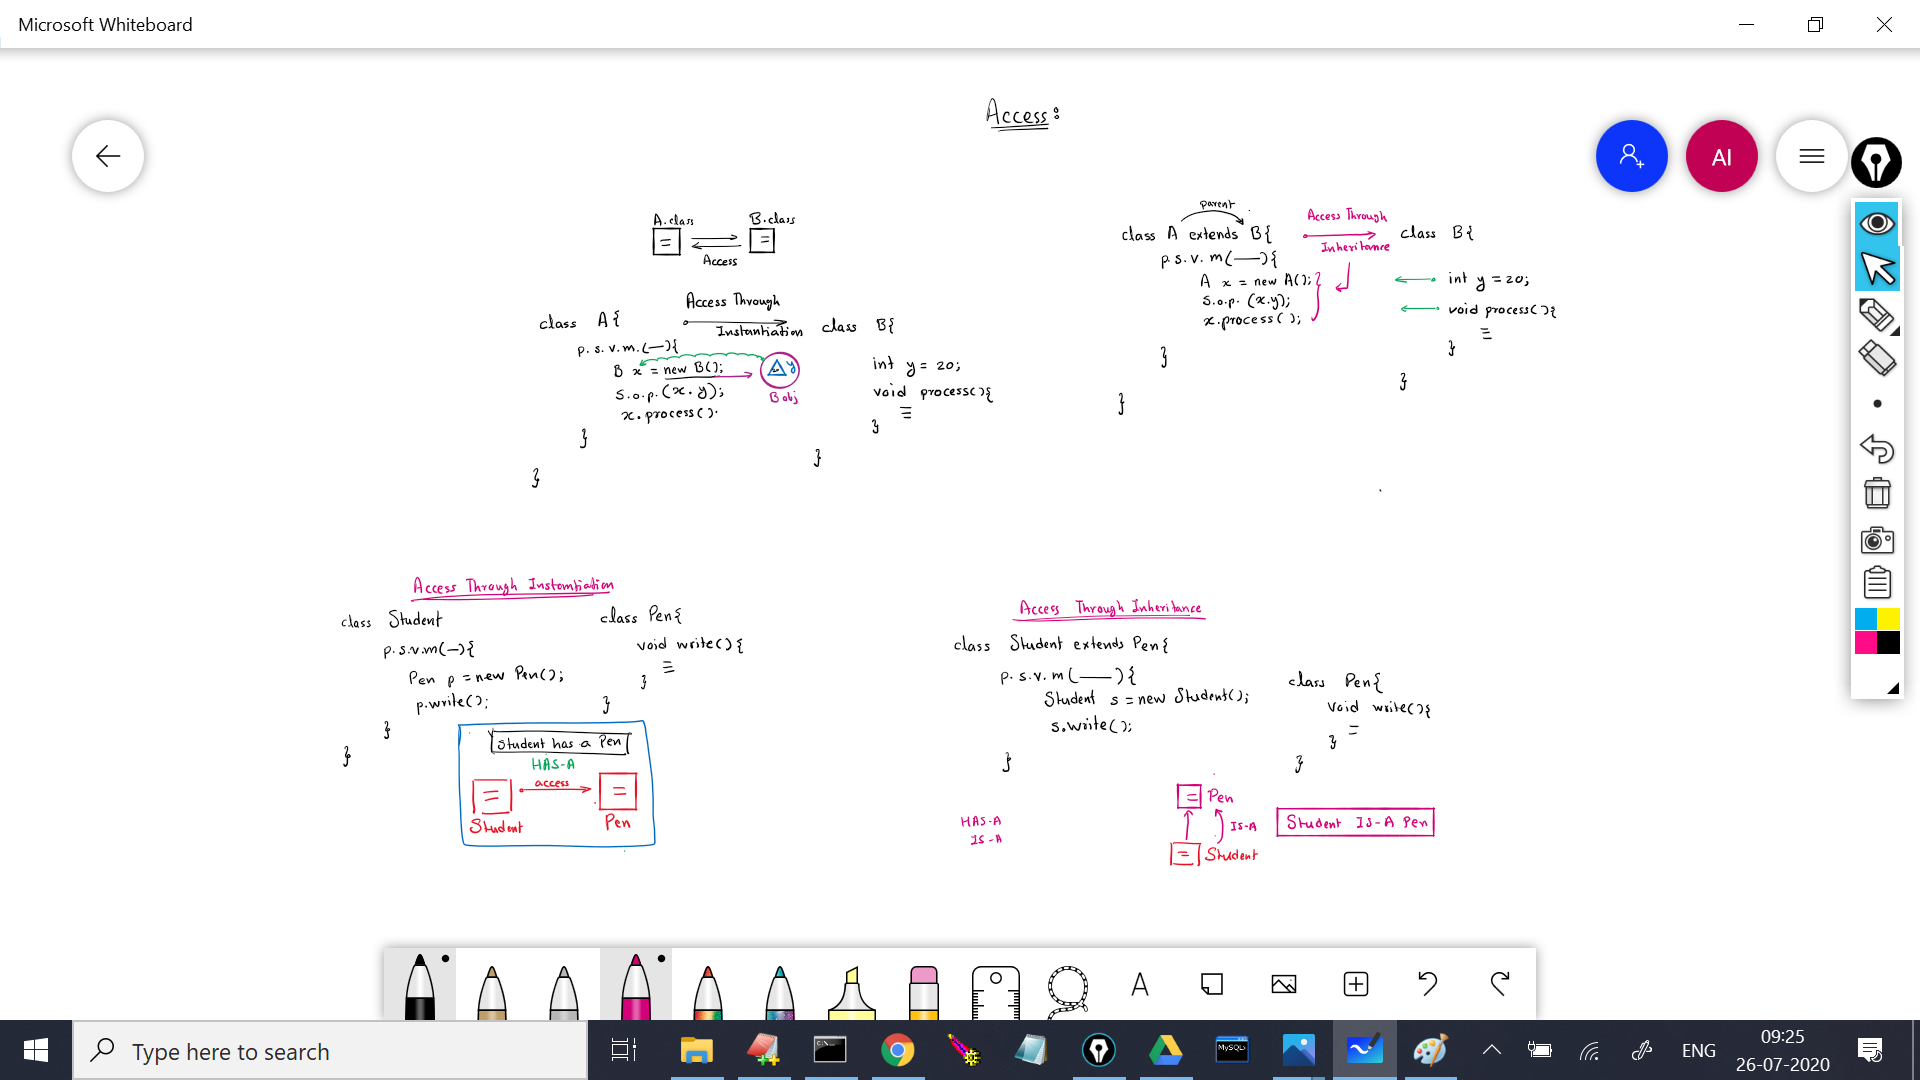 Microsoft Whiteboard
Access:
AI
A.class
B.class
Access
class A{
Access Through
Instantiation
p.s.v.m.(—){
B x = new B();
S.o.p.(x.y);
x.process()
}
}
20 y
B obj
class B{
int y = 20;
void process(){
}
}
parent
class A extends B{
Access Through
Inheritance
p.s.v.m(——){
A x = new A();
S.o.p. (x.y);
x.process();
}
}
class B{
int y = 20;
void process(){
}
}
Access Through Instantiation
class Student
p.s.v.m(—){
Pen p = new Pen();
p.write();
}
}
class Pen{
void write(){
}
}
Student has a Pen
HAS-A
access
Student
Pen
Access Through Inheritance
class Student extends Pen{
p.s.v.m(——){
Student s = new Student();
s.write();
}
class Pen{
void write(){
}
}
HAS-A
IS-A
Pen
IS-A
Student
Student IS-A Pen
A
Type here to search
MySQL
ENG
09:25
26-07-2020